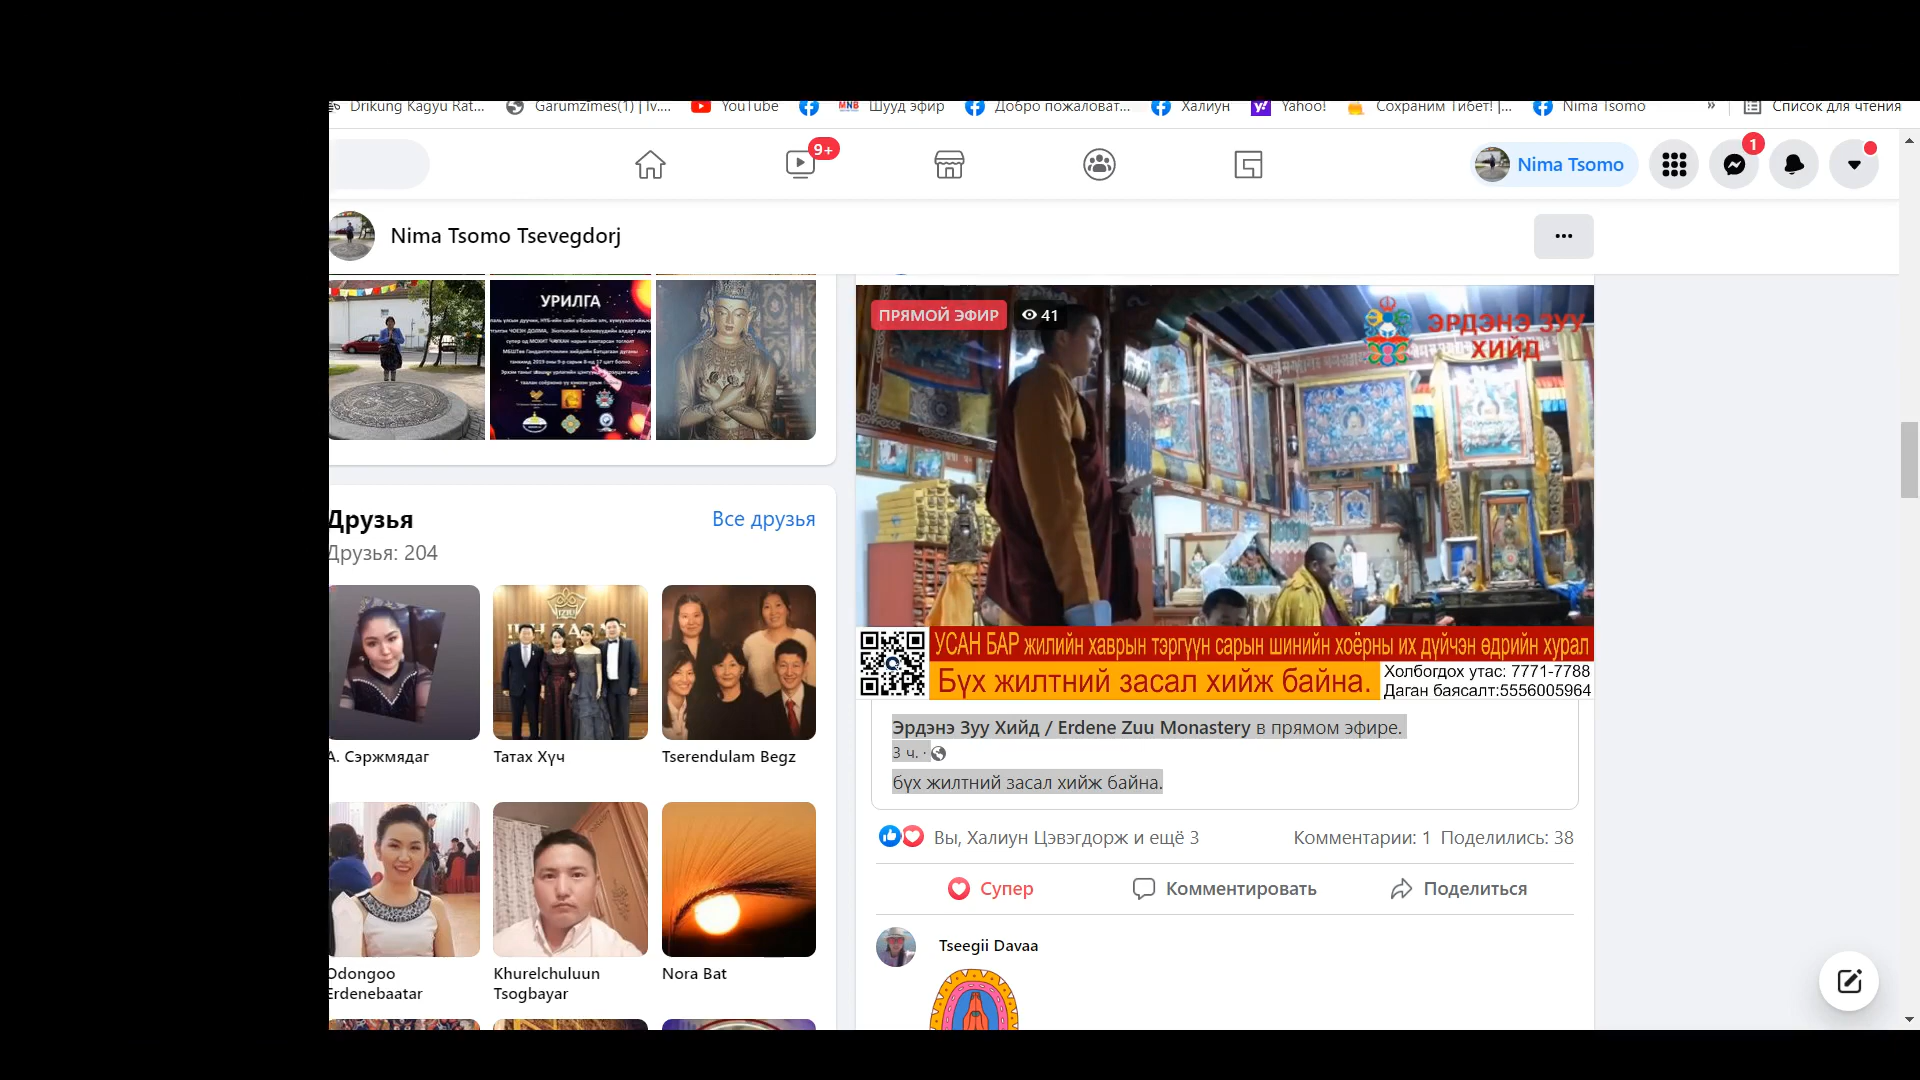 Drikung Kagyu Rat...
Garumzîmes(1) | Iv....
YouTube
Шууд эфир
Добро пожаловат...
Халиун
Yahoo!
Сохраним Тибет! |...
Nima Tsomo
»
Список для чтения
9+
Nima Tsomo
1
Nima Tsomo Tsevegdorj
УРИЛГА
Друзья
Все друзья
Друзья: 204
А. Сэржмядаг
Татах Хүч
Tserendulam Begz
Odongoo
Erdenebaatar
Khurelchuluun
Tsogbayar
Nora Bat
ПРЯМОЙ ЭФИР
41
ЭРДЭНЭ ЗУУ
ХИЙД
УСАН БАР жилийн хаврын тэргүүн сарын шинийн хоёрны их дүйчэн өдрийн хурал
Бүх жилтний засал хийж байна.
Холбогдох утас: 7771-7788
Даган баясалт:5556005964
Эрдэнэ Зуу Хийд / Erdene Zuu Monastery в прямом эфире.
3 ч. ·
бүх жилтний засал хийж байна.
Вы, Халиун Цэвэгдорж и ещё 3
Комментарии: 1 Поделились: 38
Супер
Комментировать
Поделиться
Tseegii Davaa